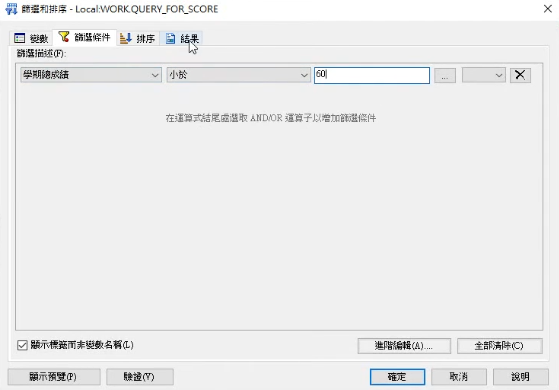 篩選和排序 - Local:WORK.QUERY_FOR_SCORE
變數 篩選條件 排序 結果
篩選描述(F):
學期總成績 小於 60 ...
在運算式結尾處選取 AND/OR 運算子以增加篩選條件
顯示標籤而非變數名稱(L) 進階編輯(A).... 全部清除(C)
顯示預覽(P) 驗證(V) 確定 取消 說明